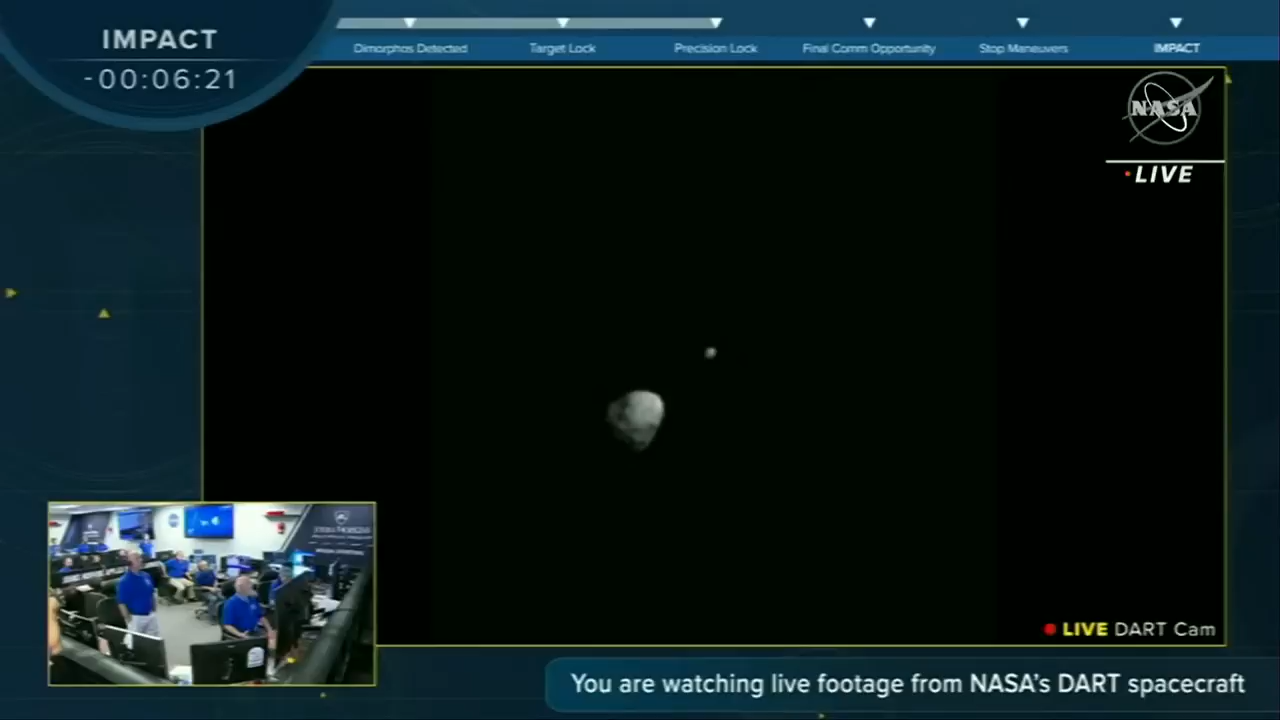 IMPACT
-00:06:21
Dimorphos Detected
Target Lock
Precision Lock
Final Comm Opportunity
Stop Maneuvers
IMPACT
NASA
LIVE
LIVE DART Cam
You are watching live footage from NASA's DART spacecraft